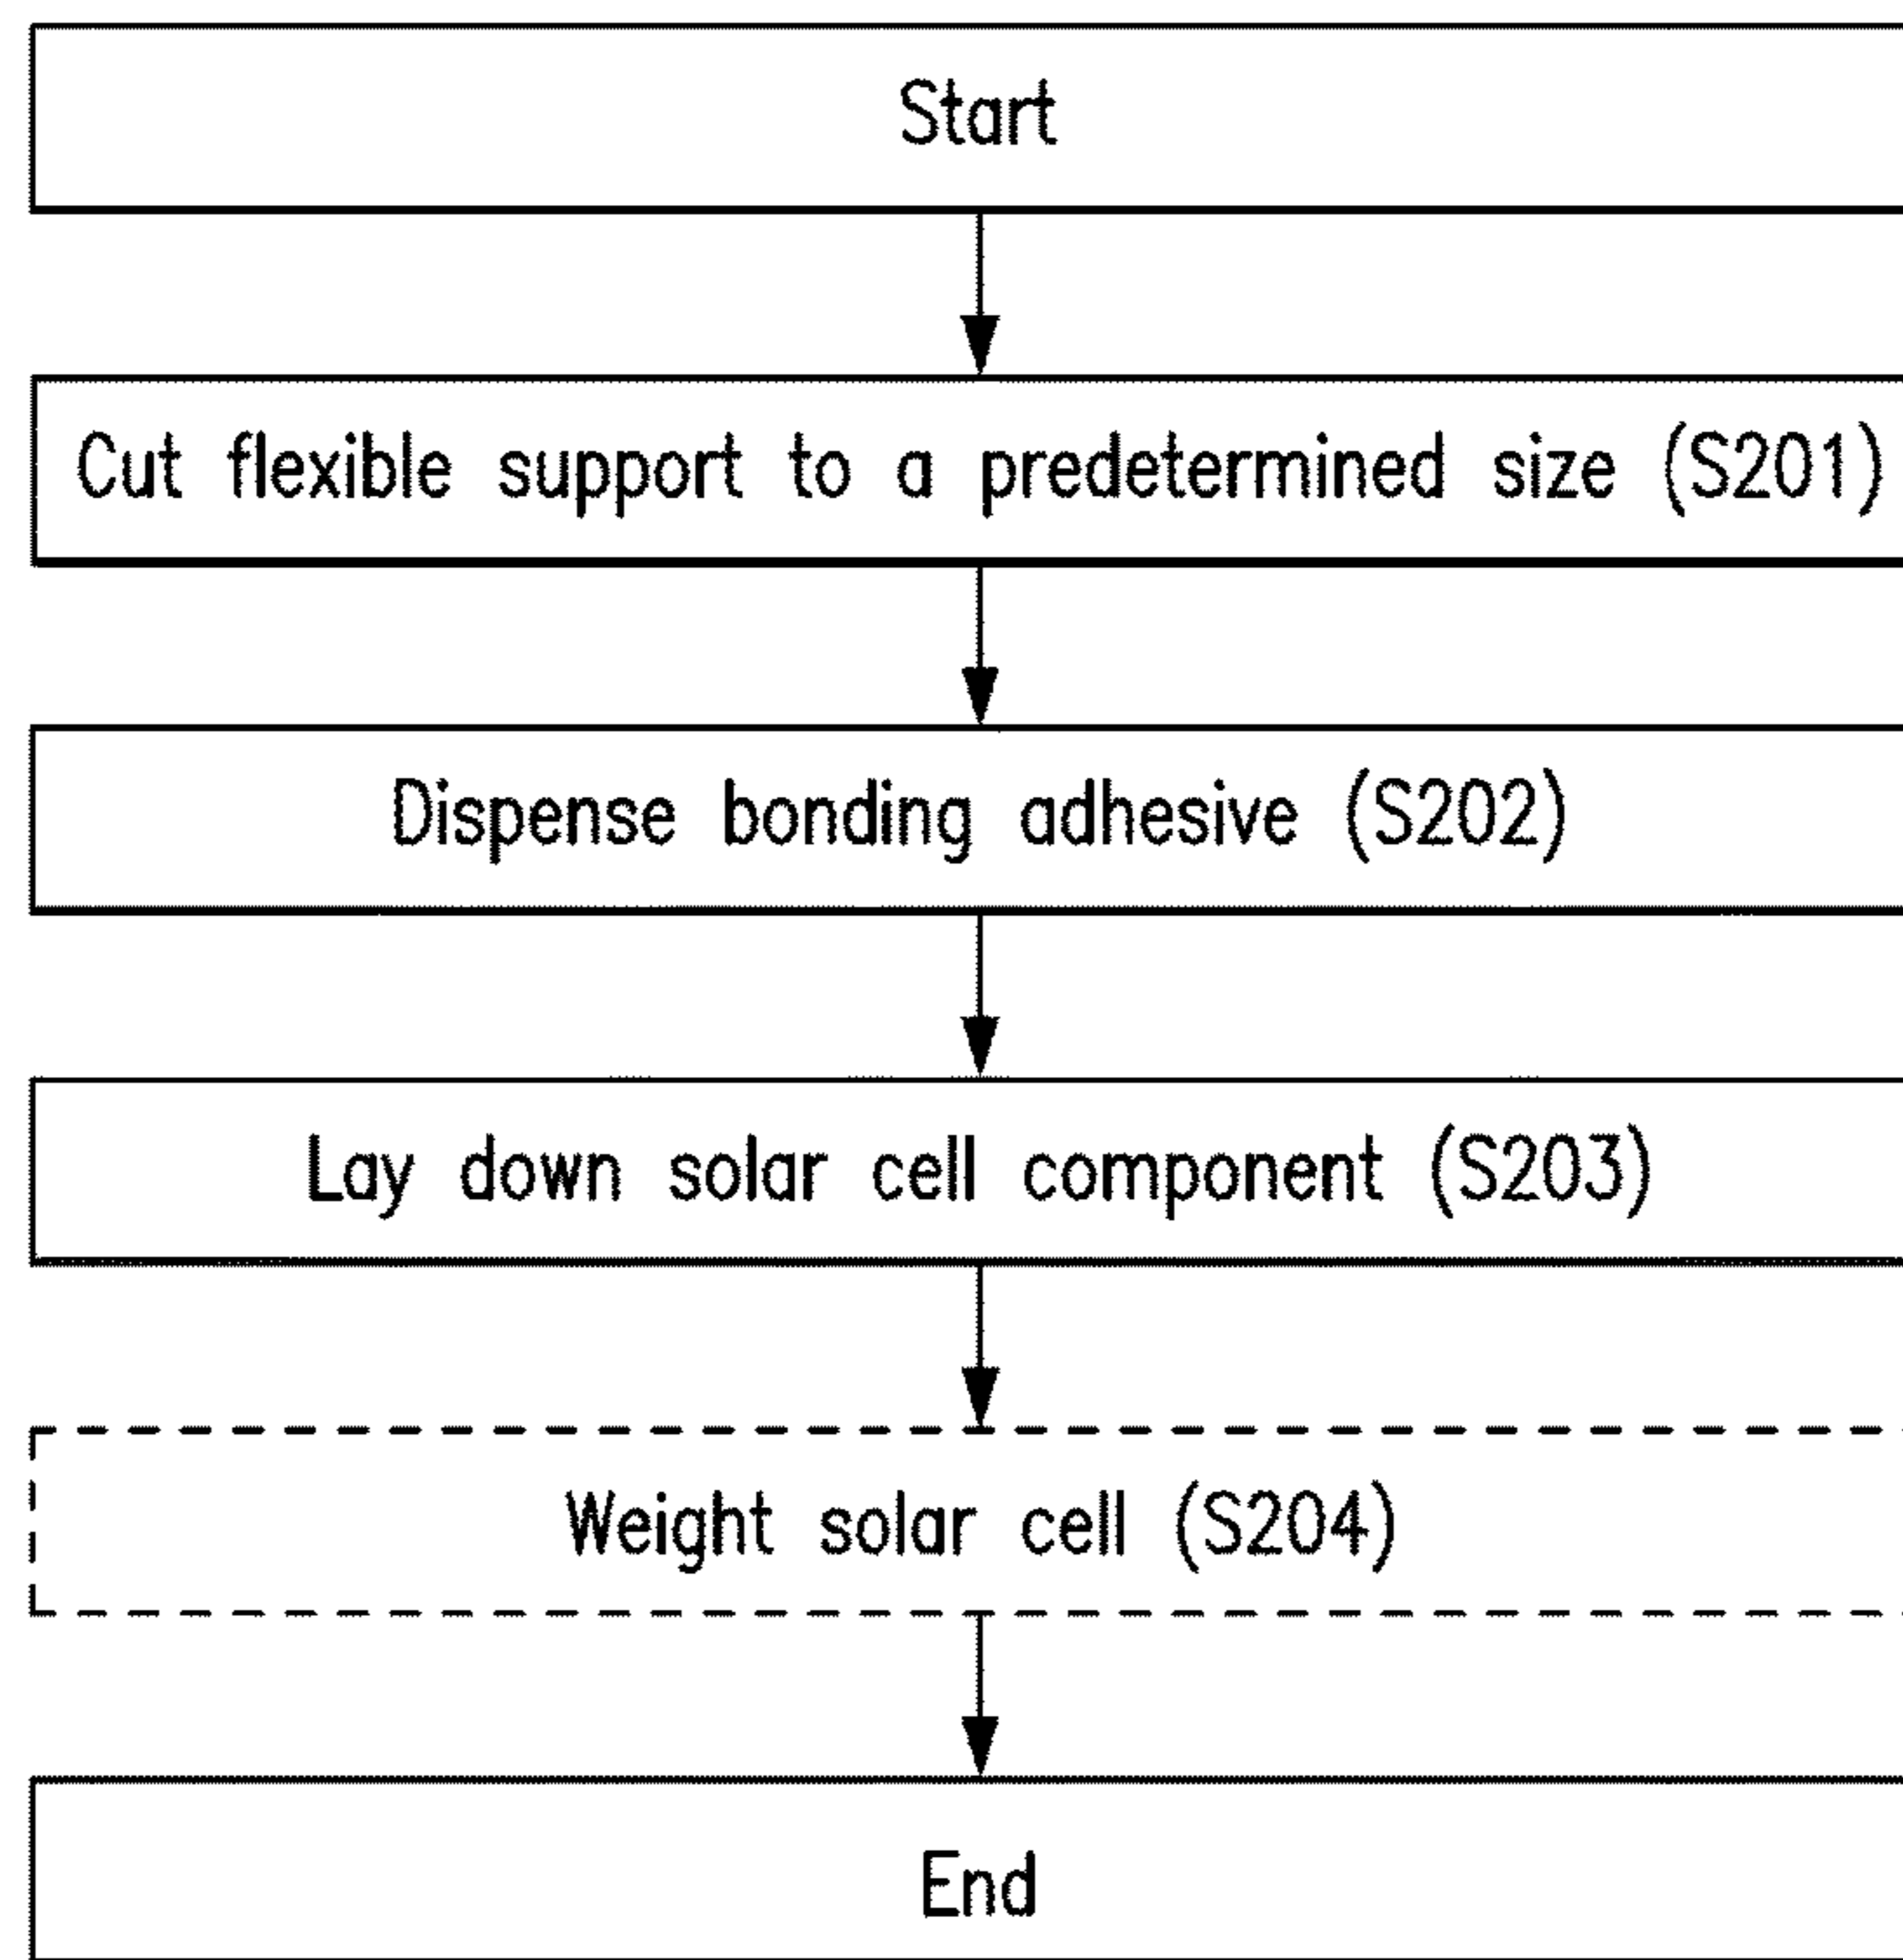 Start
Cut flexible support to a predetermined size (S201)
Dispense bonding adhesive (S202)
Lay down solar cell component (S203)
Weight solar cell (S204)
End